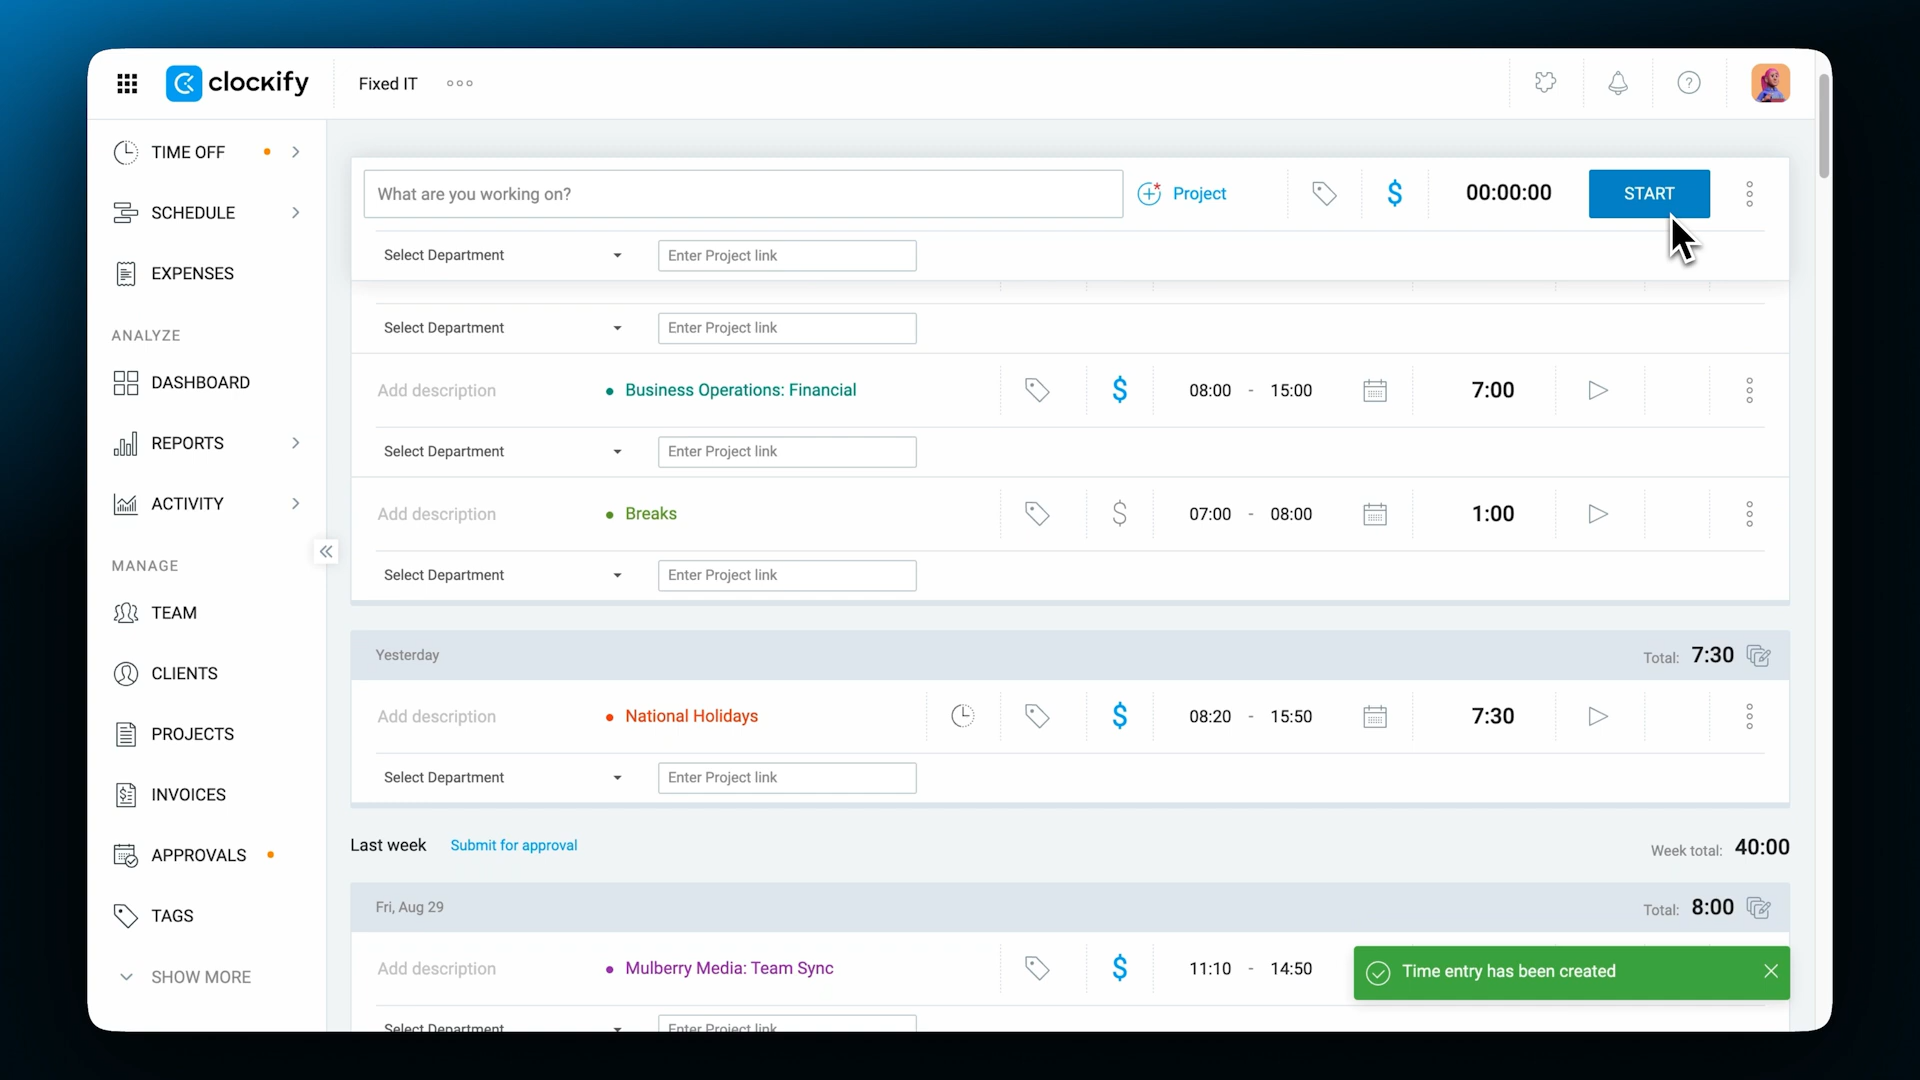 clockify
Fixed IT
TIME OFF
SCHEDULE
EXPENSES
ANALYZE
DASHBOARD
REPORTS
ACTIVITY
MANAGE
TEAM
CLIENTS
PROJECTS
INVOICES
APPROVALS
TAGS
SHOW MORE
What are you working on? Project $ 00:00:00 START
Select Department Enter Project link
Select Department Enter Project link
Add description Business Operations: Financial $ 08:00 - 15:00 7:00
Select Department Enter Project link
Add description Breaks $ 07:00 - 08:00 1:00
Select Department Enter Project link
Yesterday Total: 7:30
Add description National Holidays $ 08:20 - 15:50 7:30
Select Department Enter Project link
Last week Submit for approval Week total: 40:00
Fri, Aug 29 Total: 8:00
Add description Mulberry Media: Team Sync $ 11:10 - 14:50
Time entry has been created
Select Department Enter Project link